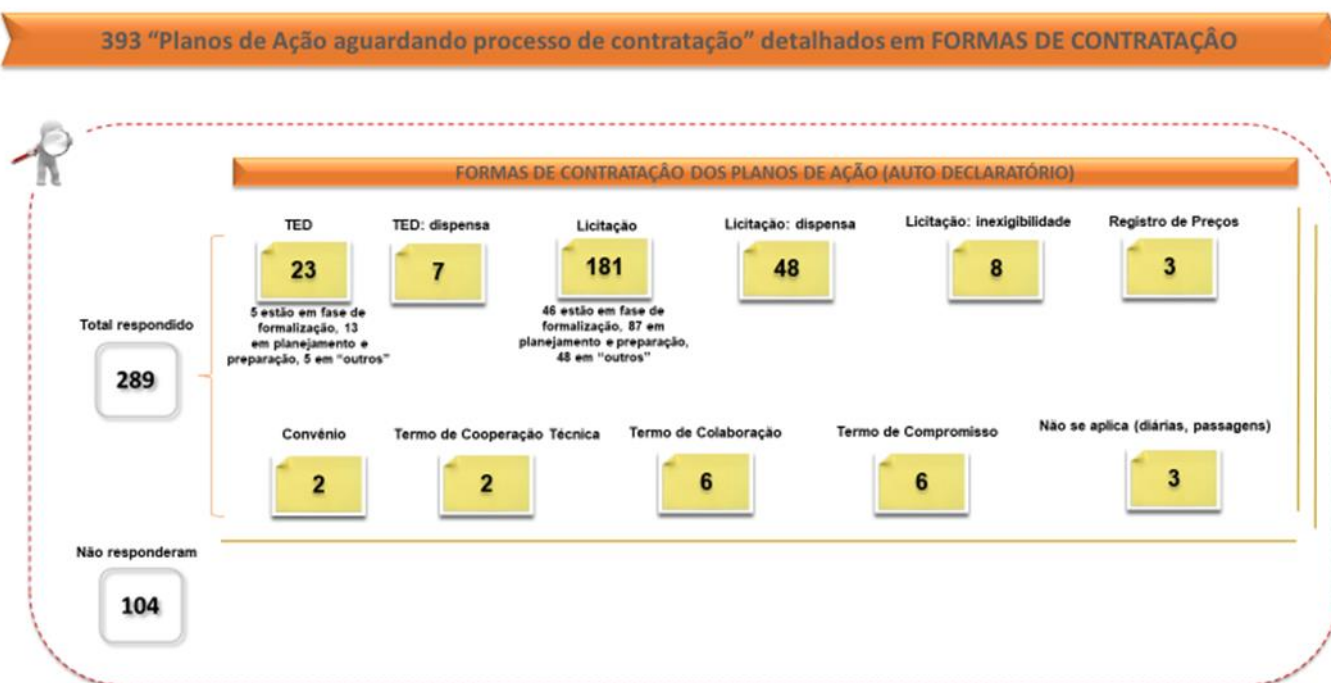 393 “Planos de Ação aguardando processo de contratação” detalhados em FORMAS DE CONTRATAÇÂO
FORMAS DE CONTRATAÇÂO DOS PLANOS DE AÇÃO (AUTO DECLARATÓRIO)
TED
23
5 estão em fase de
formalização, 13
em planejamento e
preparação, 5 em “outros”
TED: dispensa
7
Licitação
181
46 estão em fase de
formalização, 87 em
planejamento e preparação,
48 em “outros”
Licitação: dispensa
48
Licitação: inexigibilidade
8
Registro de Preços
3
Total respondido
289
Convênio
2
Termo de Cooperação Técnica
2
Termo de Colaboração
6
Termo de Compromisso
6
Não se aplica (diárias, passagens)
3
Não responderam
104